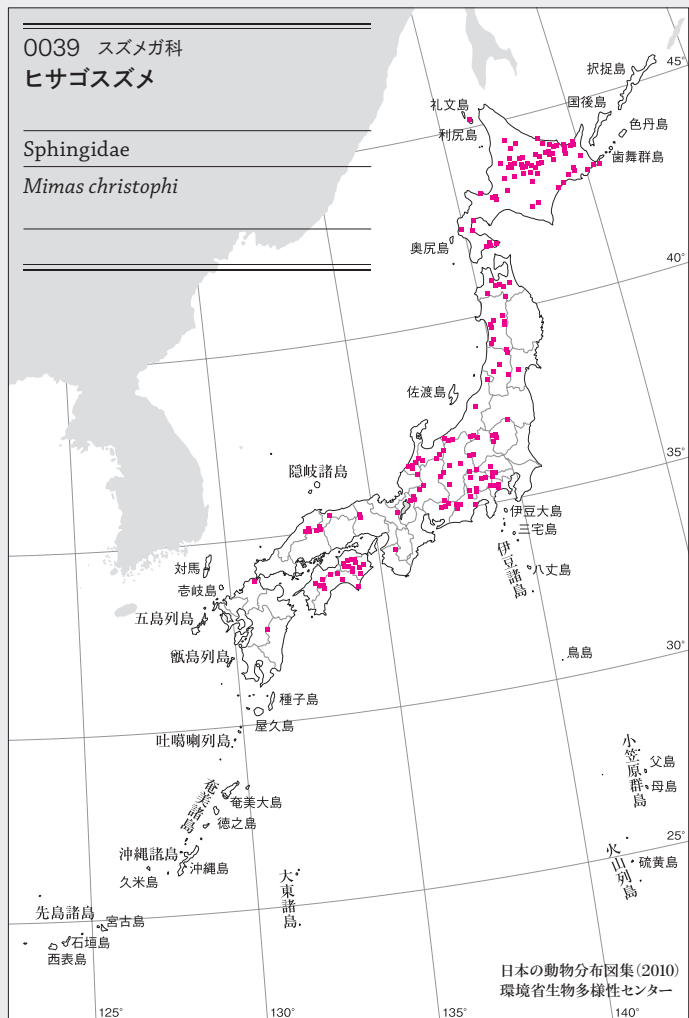 0039 スズメガ科
ヒサゴスズメ
Sphingidae
Mimas christophi
45°
択捉島
礼文島
国後島
色丹島
利尻島
歯舞群島
奥尻島
40°
佐渡島
35°
隠岐諸島
伊豆大島
三宅島
伊豆諸島
八丈島
対馬
壱岐島
五島列島
甑島列島
鳥島
30°
種子島
屋久島
吐噶喇列島
小笠原群島
父島
母島
奄美諸島
奄美大島
徳之島
25°
沖縄諸島
沖縄島
久米島
火山列島
硫黄島
大東諸島
先島諸島
宮古島
石垣島
西表島
日本の動物分布図集(2010)
環境省生物多様性センター
125°
130°
135°
140°